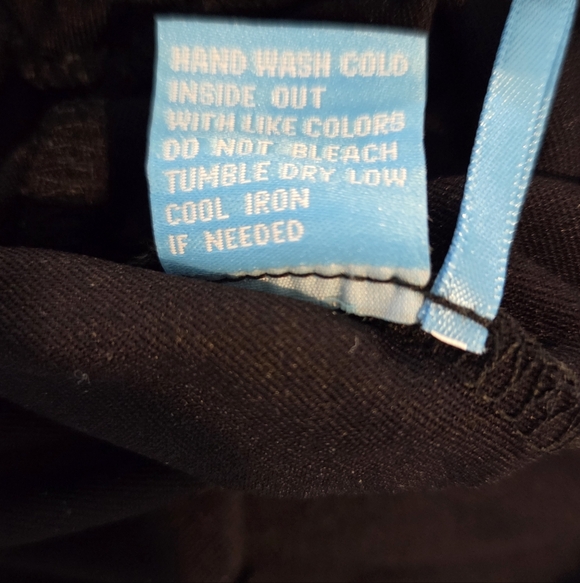 HAND WASH COLD
INSIDE OUT
WITH LIKE COLORS
DO NOT BLEACH
TUMBLE DRY LOW
COOL IRON
IF NEEDED